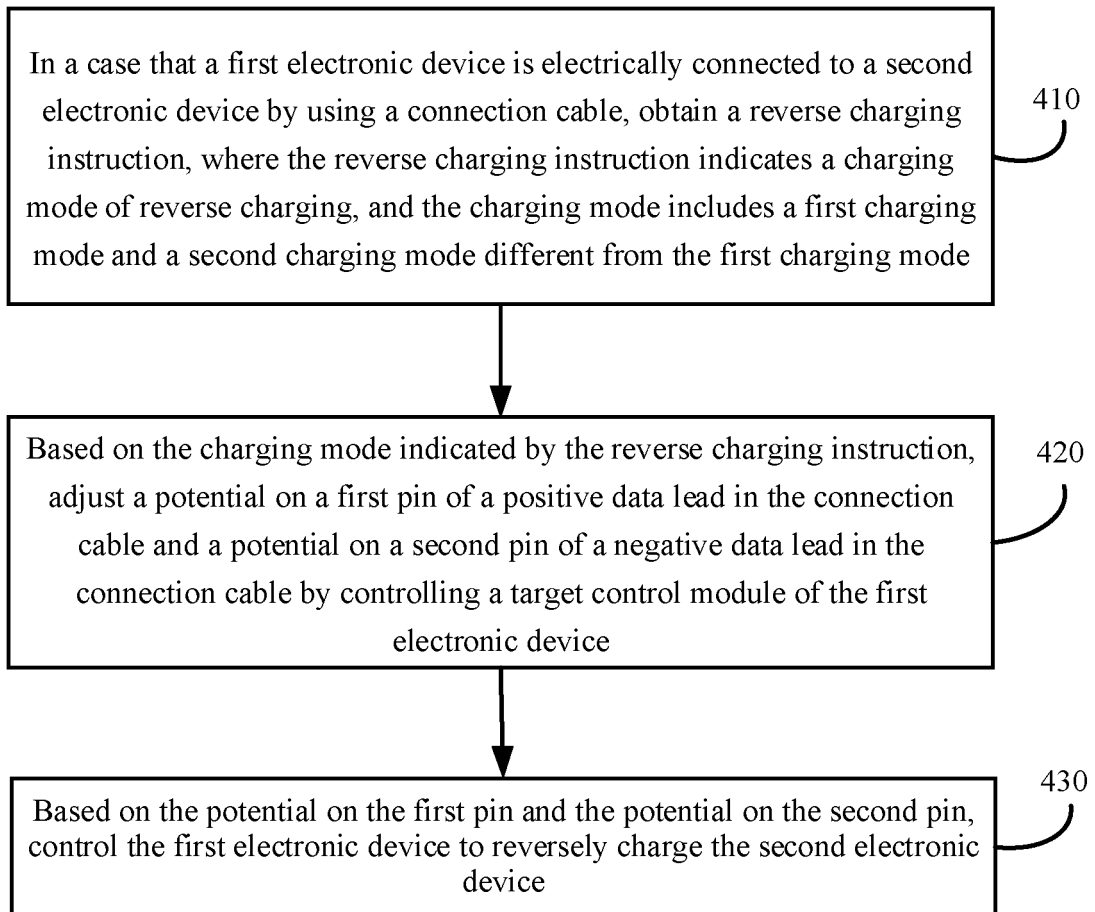 In a case that a first electronic device is electrically connected to a second
electronic device by using a connection cable, obtain a reverse charging
instruction, where the reverse charging instruction indicates a charging
mode of reverse charging, and the charging mode includes a first charging
mode and a second charging mode different from the first charging mode
410
Based on the charging mode indicated by the reverse charging instruction,
adjust a potential on a first pin of a positive data lead in the connection
cable and a potential on a second pin of a negative data lead in the
connection cable by controlling a target control module of the first
electronic device
420
Based on the potential on the first pin and the potential on the second pin,
control the first electronic device to reversely charge the second electronic
device
430